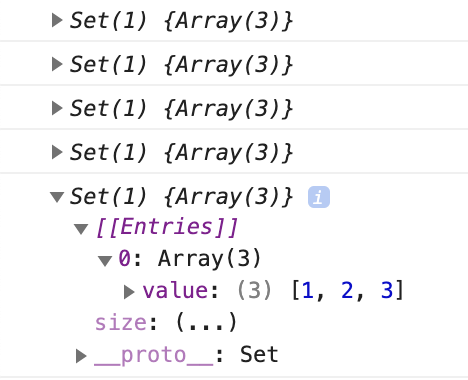 Set(1) {Array(3)}
Set(1) {Array(3)}
Set(1) {Array(3)}
Set(1) {Array(3)}
Set(1) {Array(3)} i
[[Entries]]
0: Array(3)
value: (3) [1, 2, 3]
size: (...)
__proto__: Set